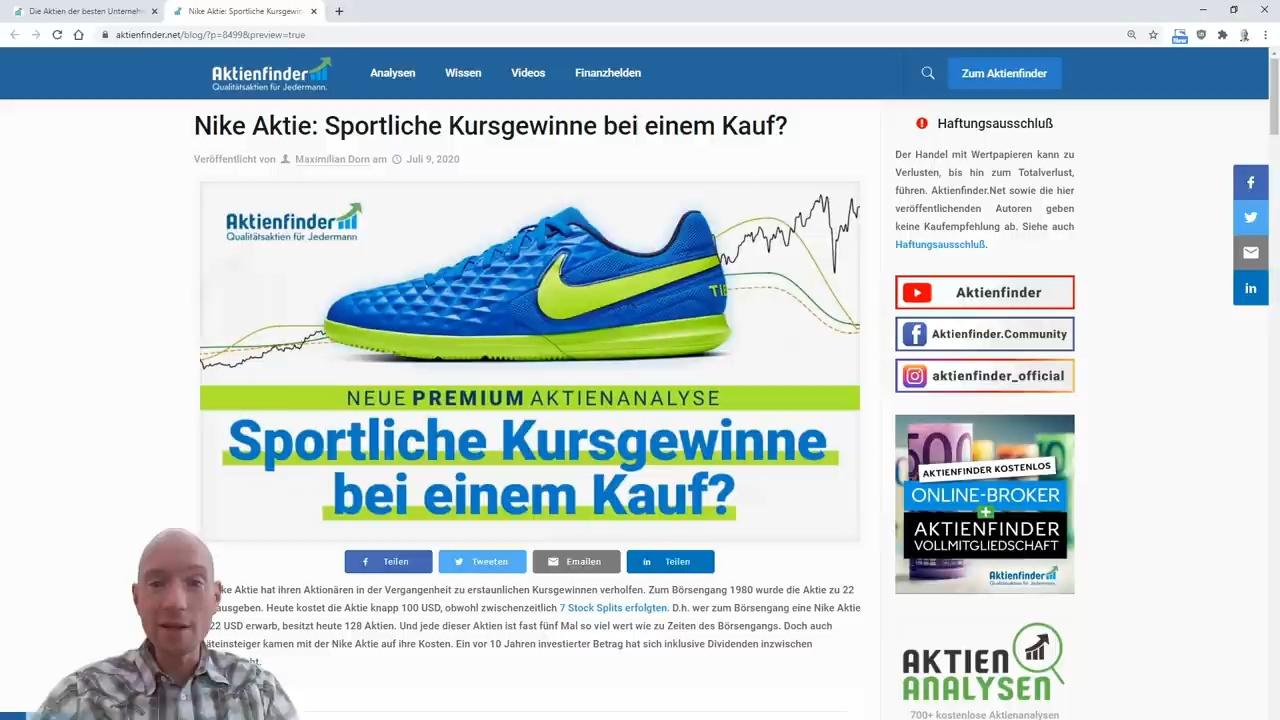 Die Aktien der besten Unterneh
Nike Aktie: Sportliche Kursgewin
aktienfinder.net/blog/?p=8499&preview=true
New
Aktienfinder
Qualitätsaktien für Jedermann.
Analysen
Wissen
Videos
Finanzhelden
Zum Aktienfinder
Nike Aktie: Sportliche Kursgewinne bei einem Kauf?
Veröffentlicht von Maximilian Dorn am Juli 9, 2020
Aktienfinder
Qualitätsaktien für Jedermann
TIE
NEUE PREMIUM AKTIENANALYSE
Sportliche Kursgewinne
bei einem Kauf?
Teilen
Tweeten
Emailen
Teilen
ke Aktie hat ihren Aktionären in der Vergangenheit zu erstaunlichen Kursgewinnen verholfen. Zum Börsengang 1980 wurde die Aktie zu 22
ausgeben. Heute kostet die Aktie knapp 100 USD, obwohl zwischenzeitlich 7 Stock Splits erfolgten. D.h. wer zum Börsengang eine Nike Aktie
22 USD erwarb, besitzt heute 128 Aktien. Und jede dieser Aktien ist fast fünf Mal so viel wert wie zu Zeiten des Börsengangs. Doch auch
äteinsteiger kamen mit der Nike Aktie auf ihre Kosten. Ein vor 10 Jahren investierter Betrag hat sich inklusive Dividenden inzwischen
ht.
Haftungsausschluß
Der Handel mit Wertpapieren kann zu
Verlusten, bis hin zum Totalverlust,
führen. Aktienfinder.Net sowie die hier
veröffentlichenden Autoren geben
keine Kaufempfehlung ab. Siehe auch
Haftungsausschluß.
Aktienfinder
Aktienfinder.Community
aktienfinder_official
500
AKTIENFINDER KOSTENLOS
ONLINE-BROKER
+
AKTIENFINDER
VOLLMITGLIEDSCHAFT
Aktienfinder
Qualitätsaktien für Jedermann
AKTIEN
ANALYSEN
700+ kostenlose Aktienanalysen